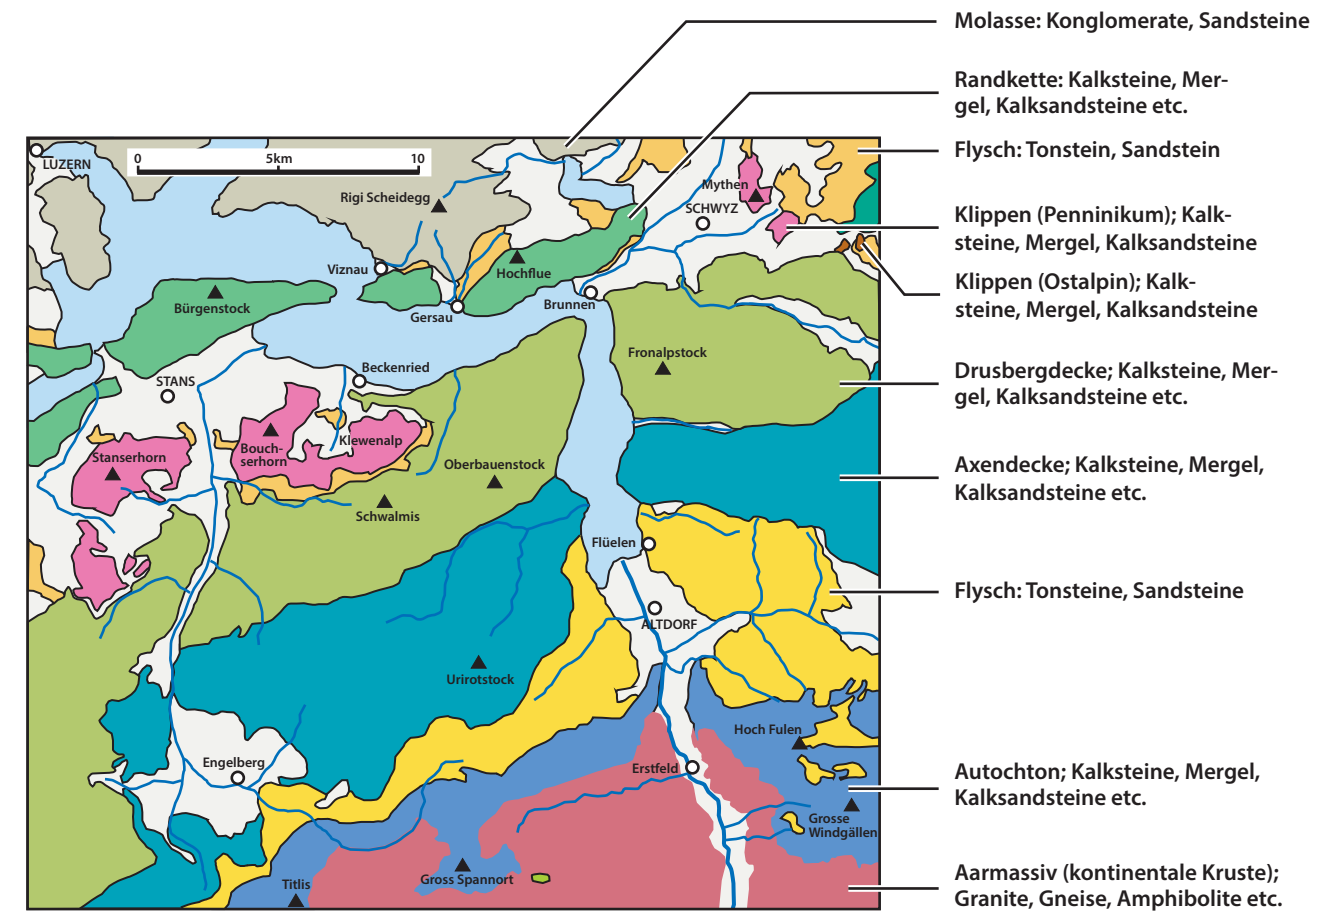 Molasse: Konglomerate, Sandsteine
Randkette: Kalksteine, Mer-
gel, Kalksandsteine etc.
Flysch: Tonstein, Sandstein
Klippen (Penninikum); Kalk-
steine, Mergel, Kalksandsteine
Klippen (Ostalpin); Kalk-
steine, Mergel, Kalksandsteine
Drusbergdecke; Kalksteine, Mer-
gel, Kalksandsteine etc.
Axendecke; Kalksteine, Mergel,
Kalksandsteine etc.
Flysch: Tonsteine, Sandsteine
Autochton; Kalksteine, Mergel,
Kalksandsteine etc.
Aarmassiv (kontinentale Kruste);
Granite, Gneise, Amphibolite etc.
LUZERN
0 5km 10
Rigi Scheidegg
Mythen
SCHWYZ
Viznau
Hochflue
Bürgenstock
Gersau
Brunnen
Fronalpstock
Beckenried
STANS
Bouch-
serhorn
Klewenalp
Stanserhorn
Oberbauenstock
Schwalmis
Flüelen
ALTDORF
Urirotstock
Hoch Fulen
Engelberg
Erstfeld
Grosse
Windgällen
Gross Spannort
Titlis